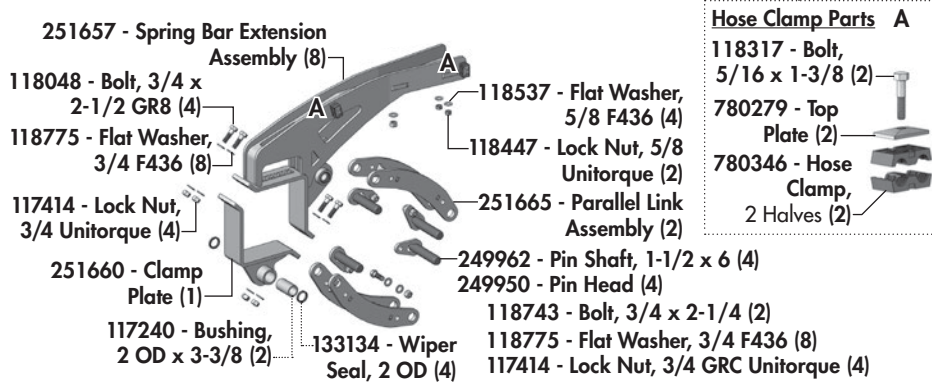 251657 - Spring Bar Extension
Assembly (8)
118048 - Bolt, 3/4 x
2-1/2 GR8 (4)
118775 - Flat Washer,
3/4 F436 (8)
117414 - Lock Nut,
3/4 Unitorque (4)
251660 - Clamp
Plate (1)
117240 - Bushing,
2 OD x 3-3/8 (2)
133134 - Wiper
Seal, 2 OD (4)
A
A
118537 - Flat Washer,
5/8 F436 (4)
118447 - Lock Nut, 5/8
Unitorque (2)
251665 - Parallel Link
Assembly (2)
249962 - Pin Shaft, 1-1/2 x 6 (4)
249950 - Pin Head (4)
118743 - Bolt, 3/4 x 2-1/4 (2)
118775 - Flat Washer, 3/4 F436 (8)
117414 - Lock Nut, 3/4 GRC Unitorque (4)
Hose Clamp Parts A
118317 - Bolt,
5/16 x 1-3/8 (2)
780279 - Top
Plate (2)
780346 - Hose
Clamp,
2 Halves (2)